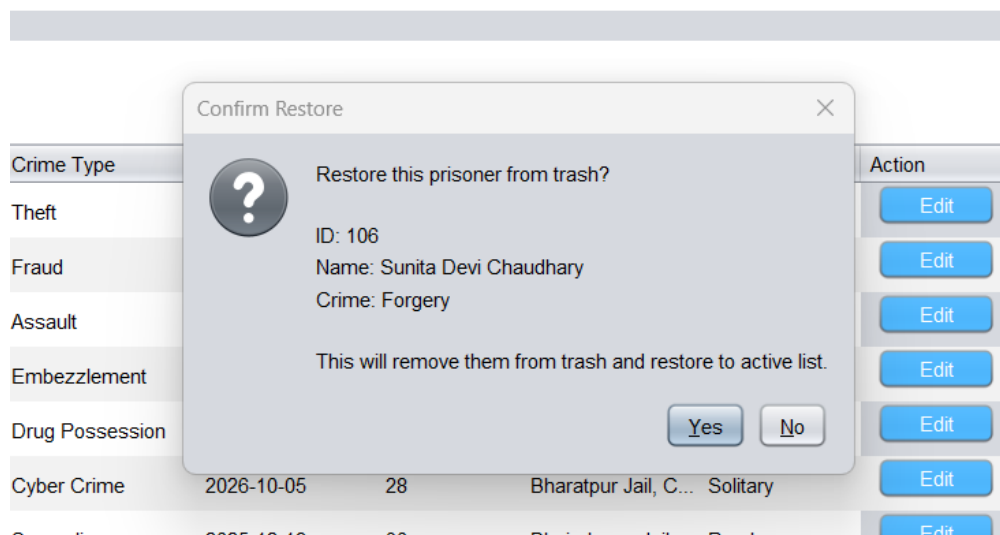 Confirm Restore
Crime Type
Action
Restore this prisoner from trash?
ID: 106
Name: Sunita Devi Chaudhary
Crime: Forgery
This will remove them from trash and restore to active list.
Yes No
Theft Edit
Fraud Edit
Assault Edit
Embezzlement Edit
Drug Possession Edit
Cyber Crime 2026-10-05 28 Bharatpur Jail, C... Solitary Edit
Edit